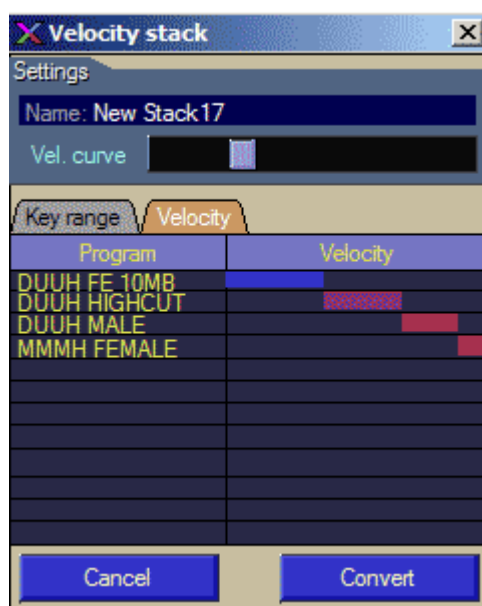 Velocity stack
Settings
Name: New Stack17
Vel. curve
Key range Velocity
Program Velocity
DUUH FE 10MB
DUUH HIGHCUT
DUUH MALE
MMMH FEMALE
Cancel Convert